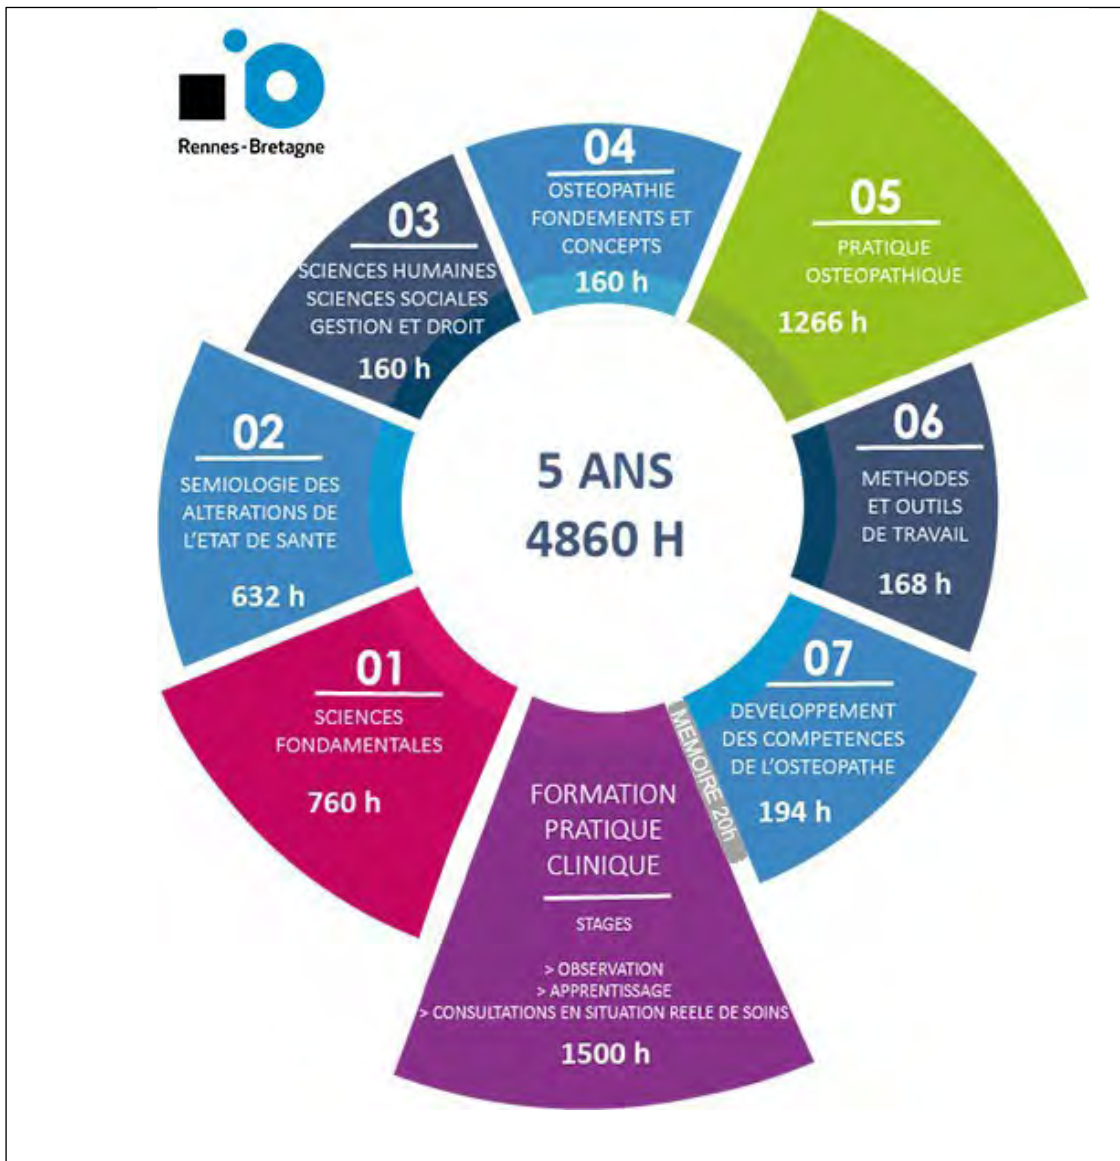 Rennes-Bretagne
5 ANS
4860 H
01
SCIENCES
FONDAMENTALES
760 h
02
SEMIOLOGIE DES
ALTERATIONS DE
L'ETAT DE SANTE
632 h
03
SCIENCES HUMAINES
SCIENCES SOCIALES
GESTION ET DROIT
160 h
04
OSTEOPATHIE
FONDEMENTS ET
CONCEPTS
160 h
05
PRATIQUE
OSTEOPATHIQUE
1266 h
06
METHODES
ET OUTILS
DE TRAVAIL
168 h
07
DEVELOPPEMENT
DES COMPETENCES
DE L'OSTEOPATHE
194 h
MEMOIRE 20h
FORMATION
PRATIQUE
CLINIQUE
STAGES
> OBSERVATION
> APPRENTISSAGE
> CONSULTATIONS EN SITUATION REELE DE SOINS
1500 h